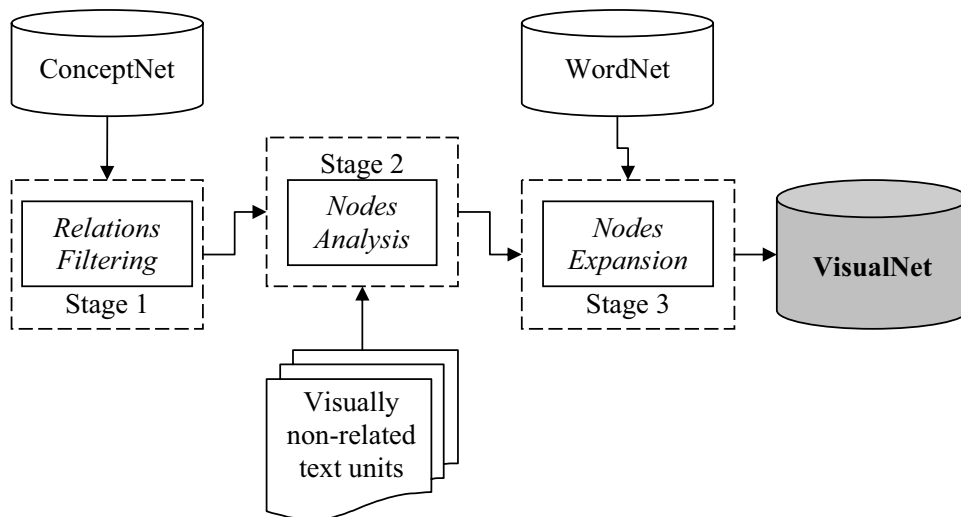 ConceptNet
WordNet
Relations
Filtering
Stage 1
Stage 2
Nodes
Analysis
Nodes
Expansion
Stage 3
VisualNet
Visually
non-related
text units